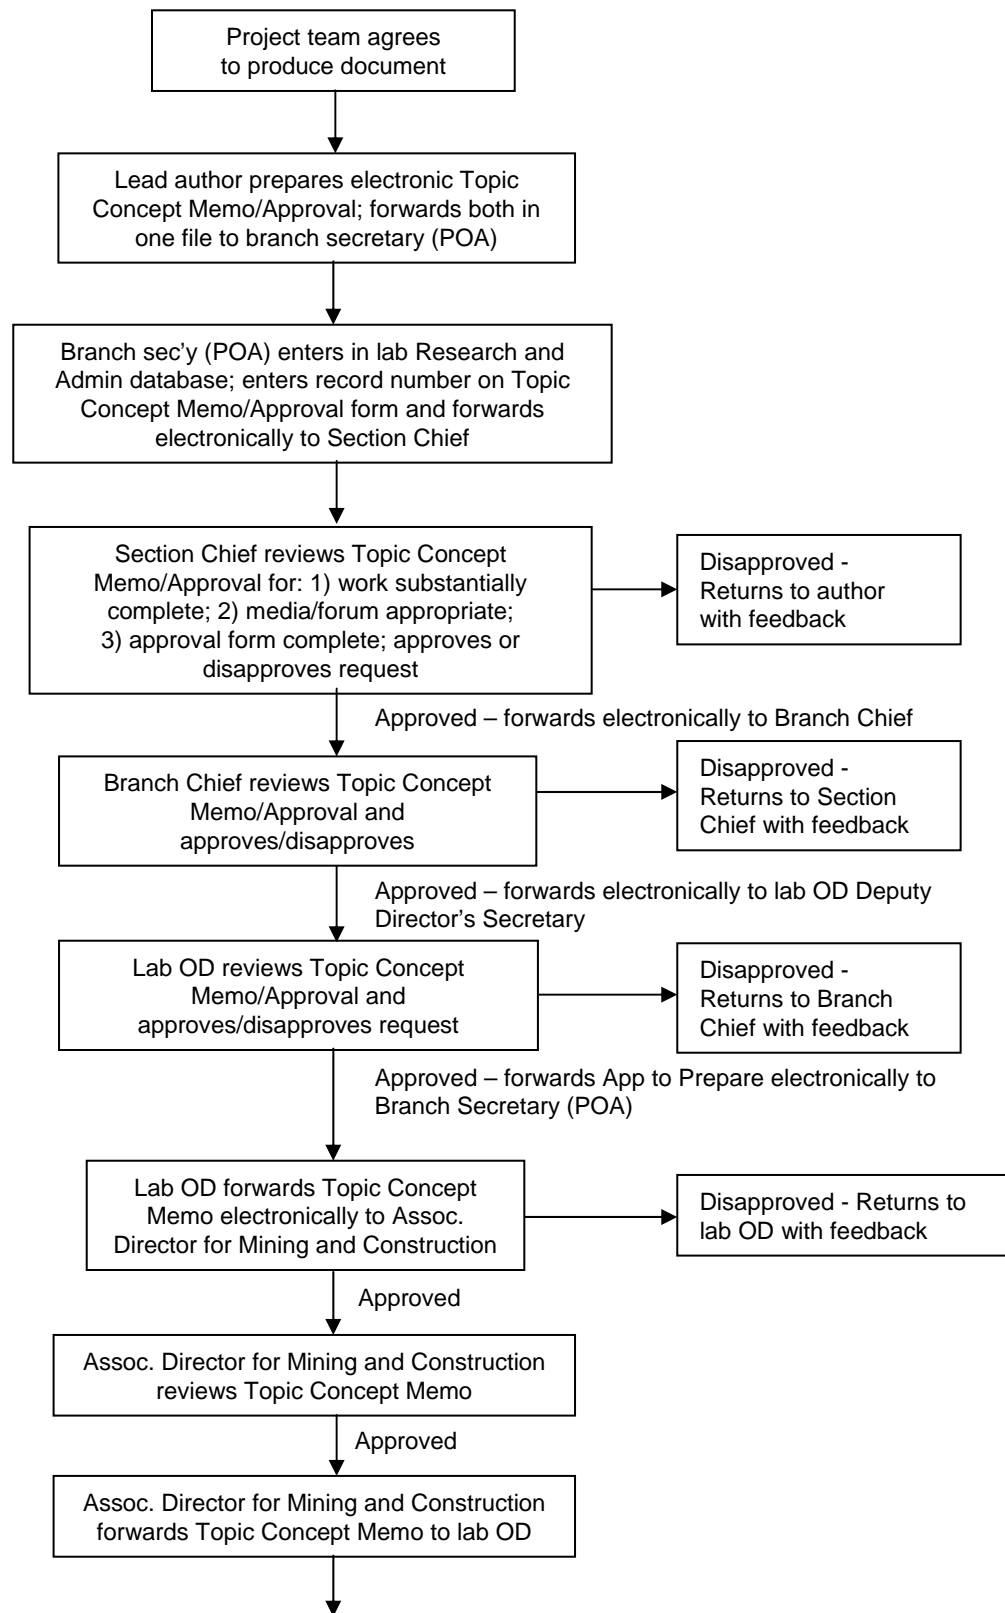 Project team agrees
to produce document
Lead author prepares electronic Topic
Concept Memo/Approval; forwards both in
one file to branch secretary (POA)
Branch sec’y (POA) enters in lab Research and
Admin database; enters record number on Topic
Concept Memo/Approval form and forwards
electronically to Section Chief
Section Chief reviews Topic Concept
Memo/Approval for: 1) work substantially
complete; 2) media/forum appropriate;
3) approval form complete; approves or
disapproves request
Disapproved -
Returns to author
with feedback
Approved – forwards electronically to Branch Chief
Branch Chief reviews Topic Concept
Memo/Approval and
approves/disapproves
Disapproved -
Returns to Section
Chief with feedback
Approved – forwards electronically to lab OD Deputy
Director’s Secretary
Lab OD reviews Topic Concept
Memo/Approval and
approves/disapproves request
Disapproved -
Returns to Branch
Chief with feedback
Approved – forwards App to Prepare electronically to
Branch Secretary (POA)
Lab OD forwards Topic Concept
Memo electronically to Assoc.
Director for Mining and Construction
Disapproved - Returns to
lab OD with feedback
Approved
Assoc. Director for Mining and Construction
reviews Topic Concept Memo
Approved
Assoc. Director for Mining and Construction
forwards Topic Concept Memo to lab OD